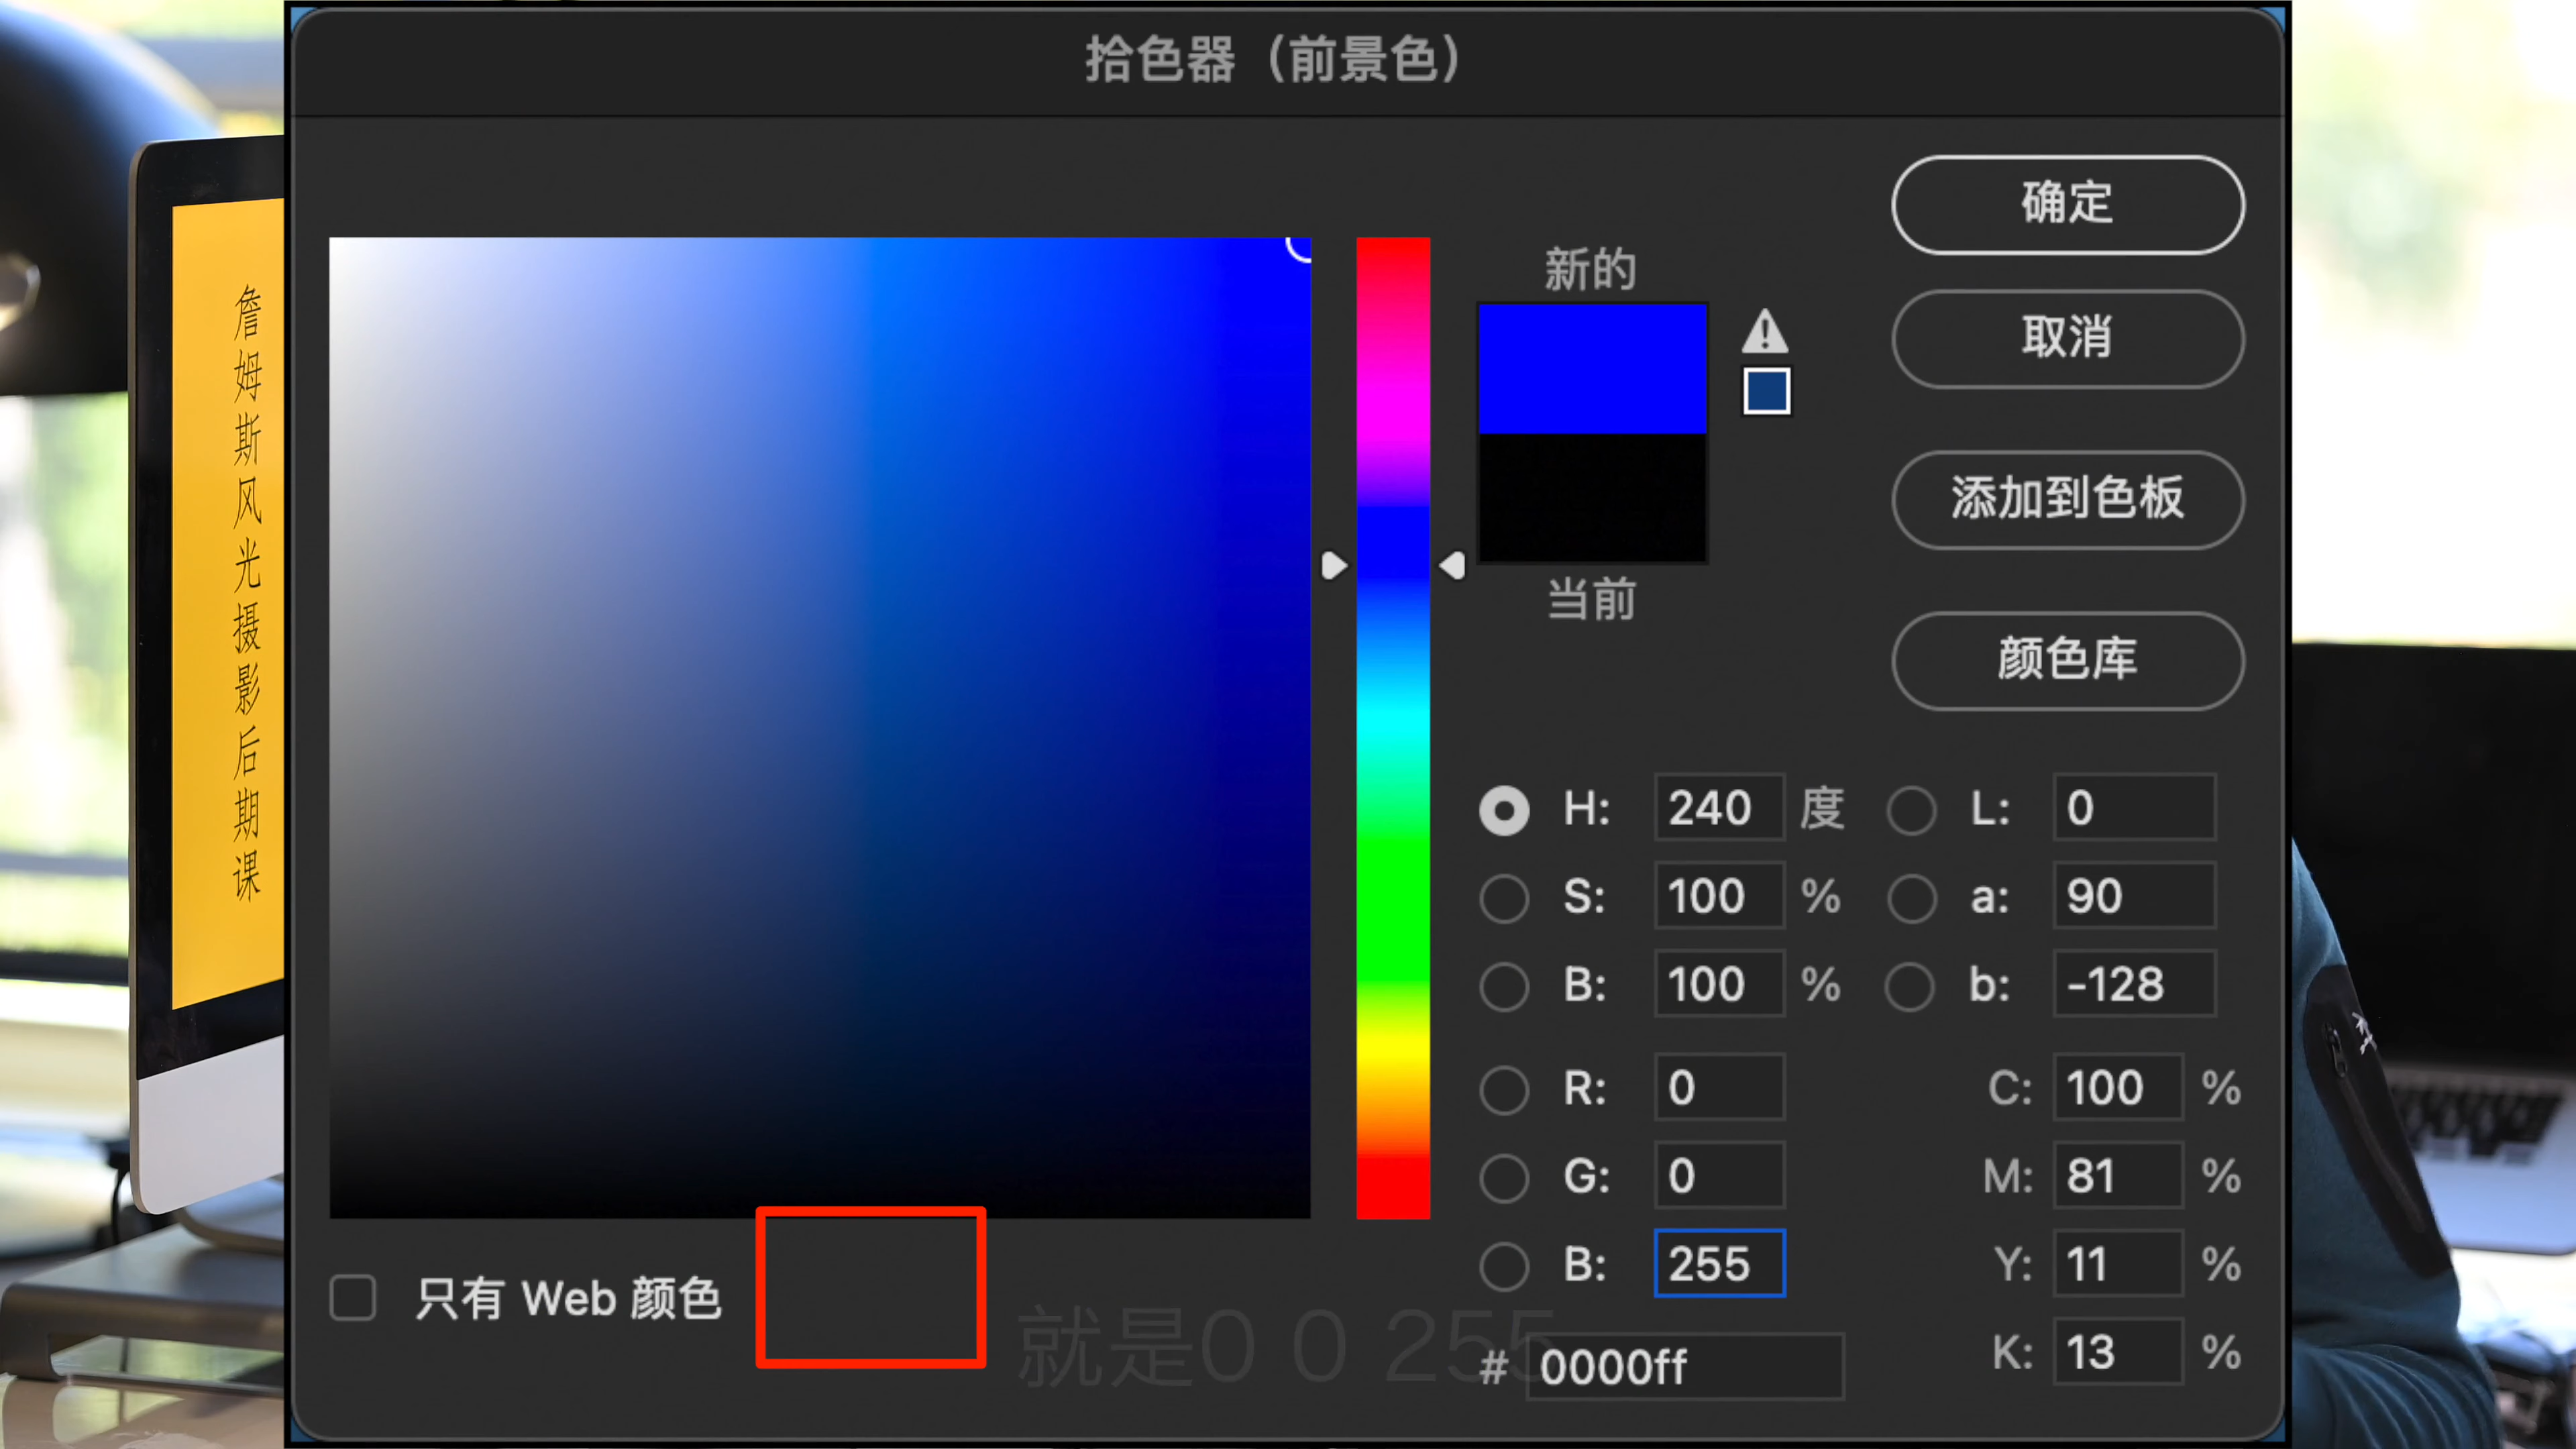 拾色器（前景色）
詹姆斯风光摄影后期课
新的
当前
确定
取消
添加到色板
颜色库
H: 240 度
S: 100 %
B: 100 %
R: 0
G: 0
B: 255
# 0000ff
L: 0
a: 90
b: -128
C: 100 %
M: 81 %
Y: 11 %
K: 13 %
只有 Web 颜色
就是0 0 255